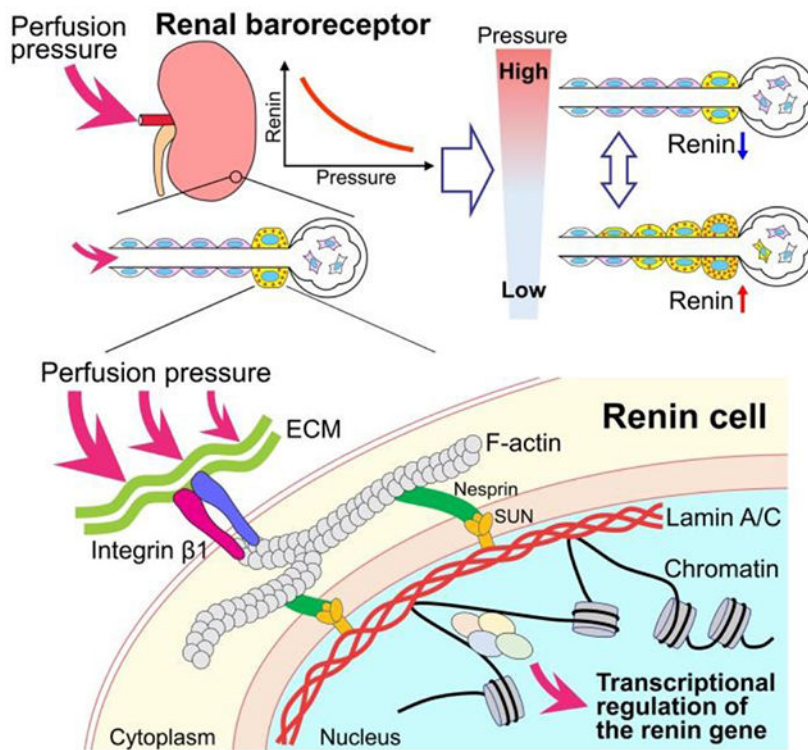 Perfusion
pressure
Renal baroreceptor
Renin
Pressure
Pressure
High
Low
Renin
Renin
Perfusion pressure
ECM
Integrin β1
F-actin
Nesprin
SUN
Renin cell
Lamin A/C
Chromatin
Transcriptional
regulation of
the renin gene
Cytoplasm
Nucleus